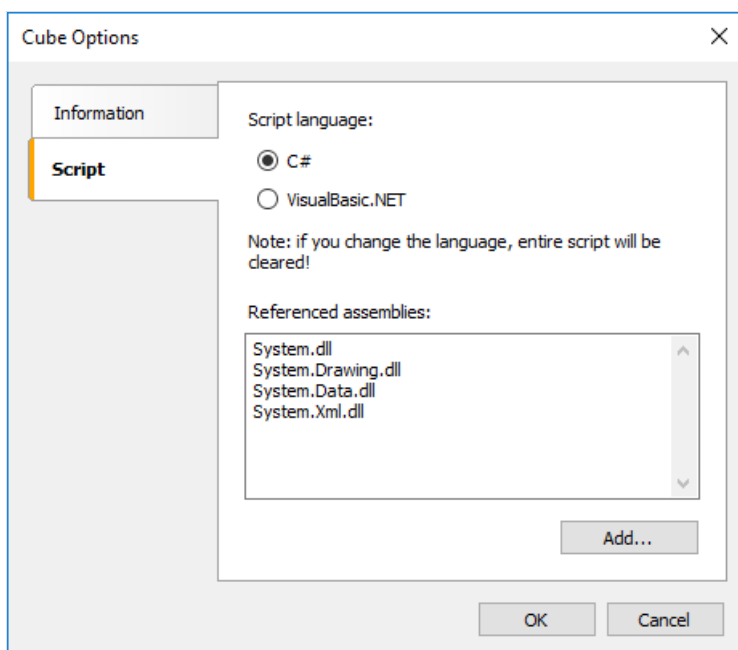 Cube Options
Information
Script
Script language:
C#
VisualBasic.NET
Note: if you change the language, entire script will be
cleared!
Referenced assemblies:
System.dll
System.Drawing.dll
System.Data.dll
System.Xml.dll
Add...
OK
Cancel